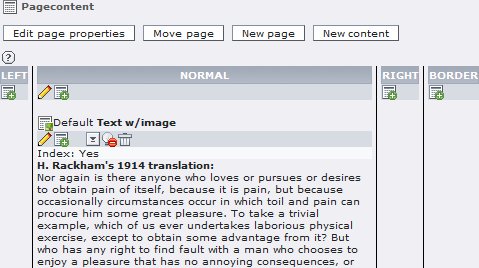 Pagecontent
Edit page properties Move page New page New content
?
LEFT NORMAL RIGHT BORDER
Default Text w/image
Index: Yes
H. Rackham's 1914 translation:
Nor again is there anyone who loves or pursues or desires
to obtain pain of itself, because it is pain, but because
occasionally circumstances occur in which toil and pain can
procure him some great pleasure. To take a trivial
example, which of us ever undertakes laborious physical
exercise, except to obtain some advantage from it? But
who has any right to find fault with a man who chooses to
enjoy a pleasure that has no annoying consequences, or